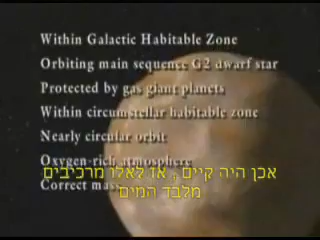 Within Galactic Habitable Zone
Orbiting main sequence G2 dwarf star
Protected by gas giant planets
Within circumstellar habitable zone
Nearly circular orbit
Oxygen-rich atmosphere
Correct mass
אכן היה קיים , אז לאלו מרכיבים
מלבד המים